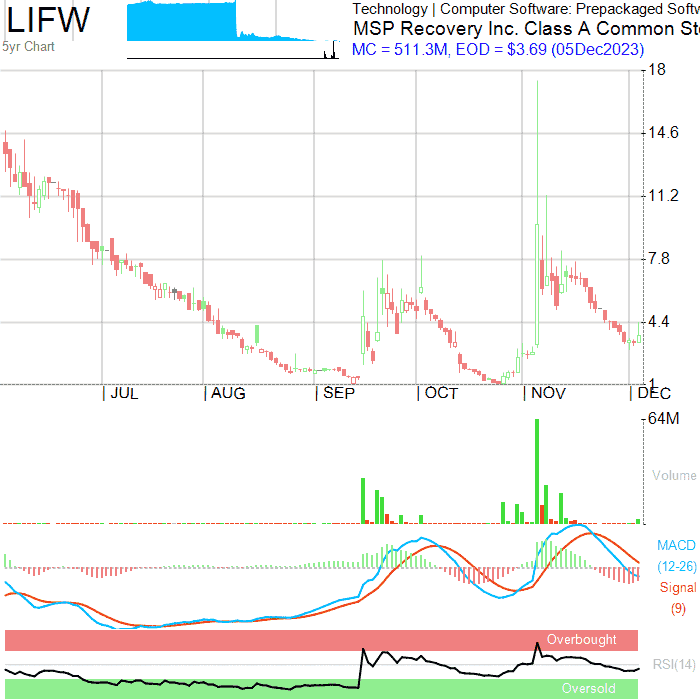 LIFW
5yr Chart
Technology | Computer Software: Prepackaged Softw
MSP Recovery Inc. Class A Common Sto
MC = 511.3M, EOD = $3.69 (05Dec2023)
18
14.6
11.2
7.8
4.4
1
JUL AUG SEP OCT NOV DEC
64M
Volume
MACD
(12-26)
Signal
(9)
Overbought
RSI(14)
Oversold